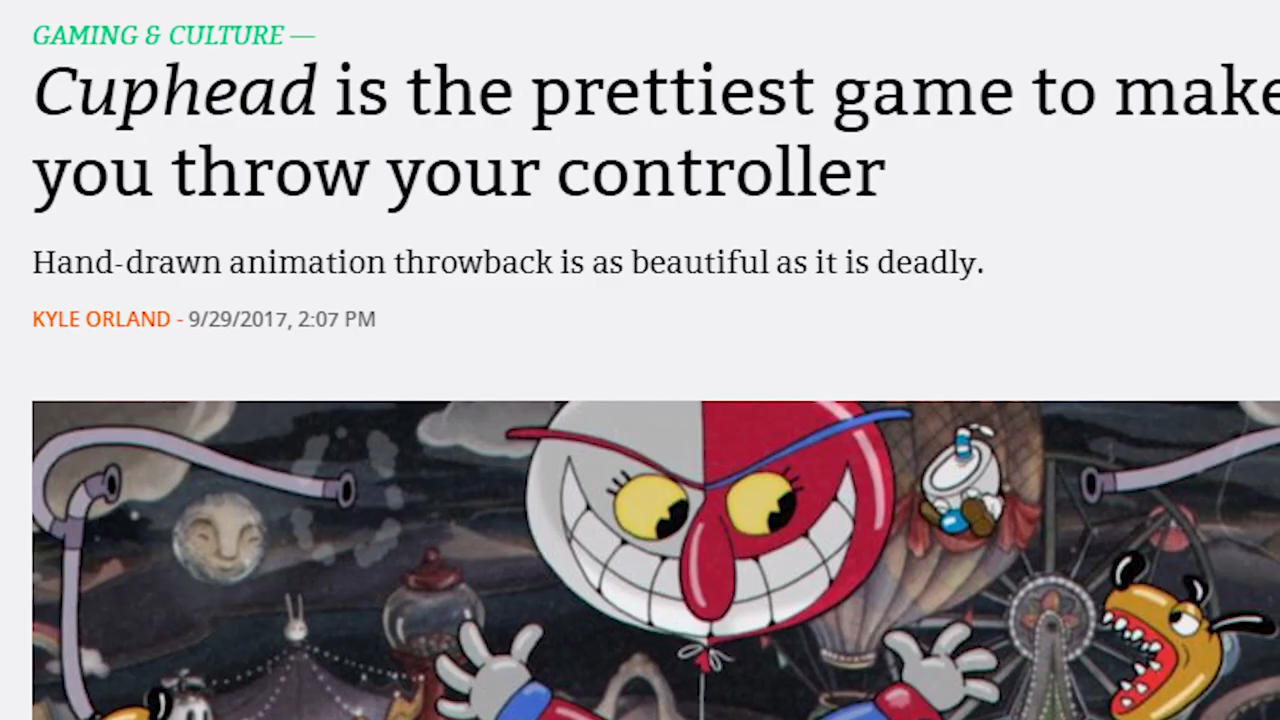 GAMING & CULTURE —
Cuphead is the prettiest game to make
you throw your controller
Hand-drawn animation throwback is as beautiful as it is deadly.
KYLE ORLAND - 9/29/2017, 2:07 PM